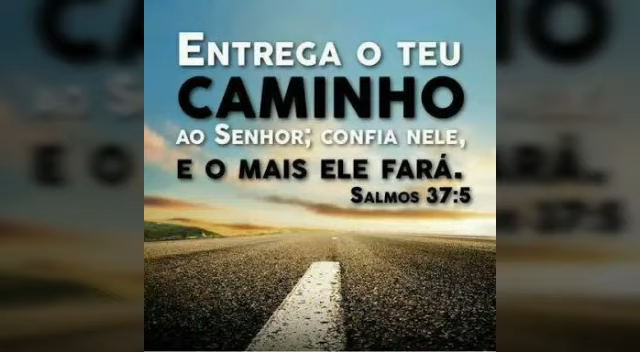 Entrega o teu
CAMINHO
ao Senhor; confia nele,
e o mais ele fará.
Salmos 37:5